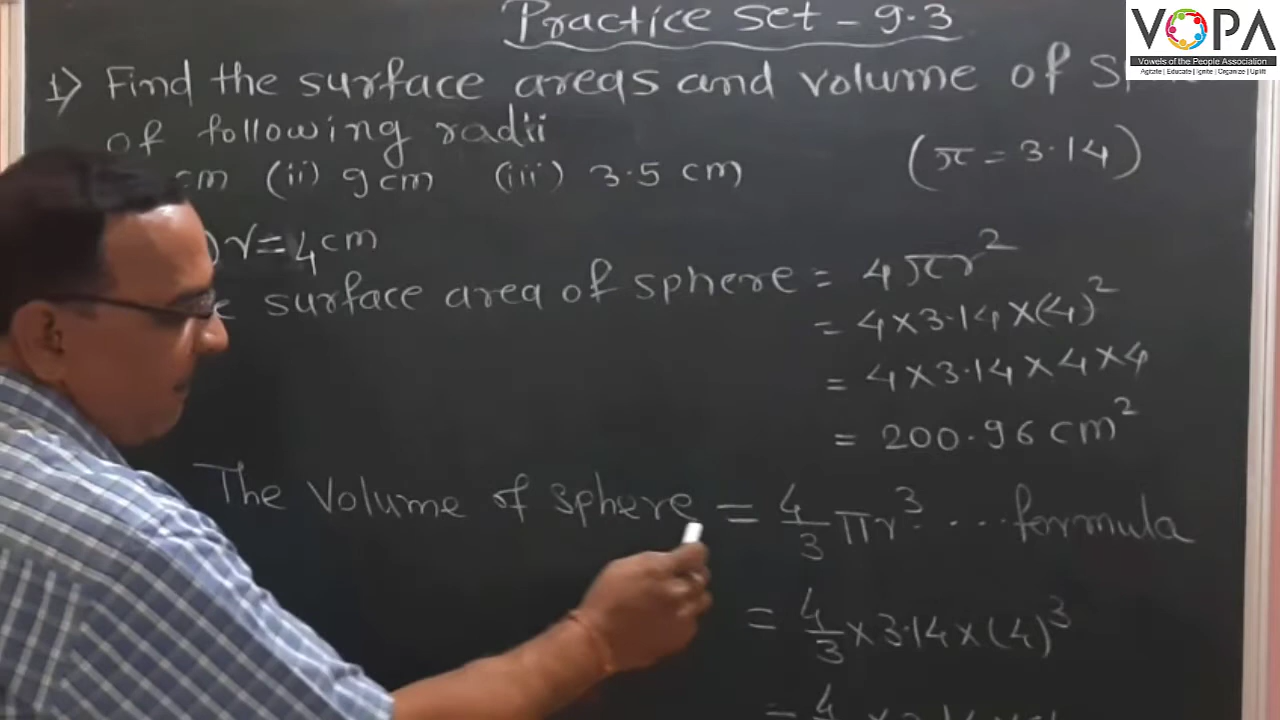 Practice Set - 9.3
VOPA
Vowels of the People Association
Agitate | Educate | Ignite | Organize | Uplift
1) Find the surface areas and volume of
of following radii
(π = 3.14)
cm (ii) 9 cm (iii) 3.5 cm
) r = 4 cm
surface area of sphere = 4πr²
= 4 × 3.14 × (4)²
= 4 × 3.14 × 4 × 4
= 200.96 cm²
The Volume of sphere = 4/3 πr³ .... formula
= 4/3 × 3.14 × (4)³